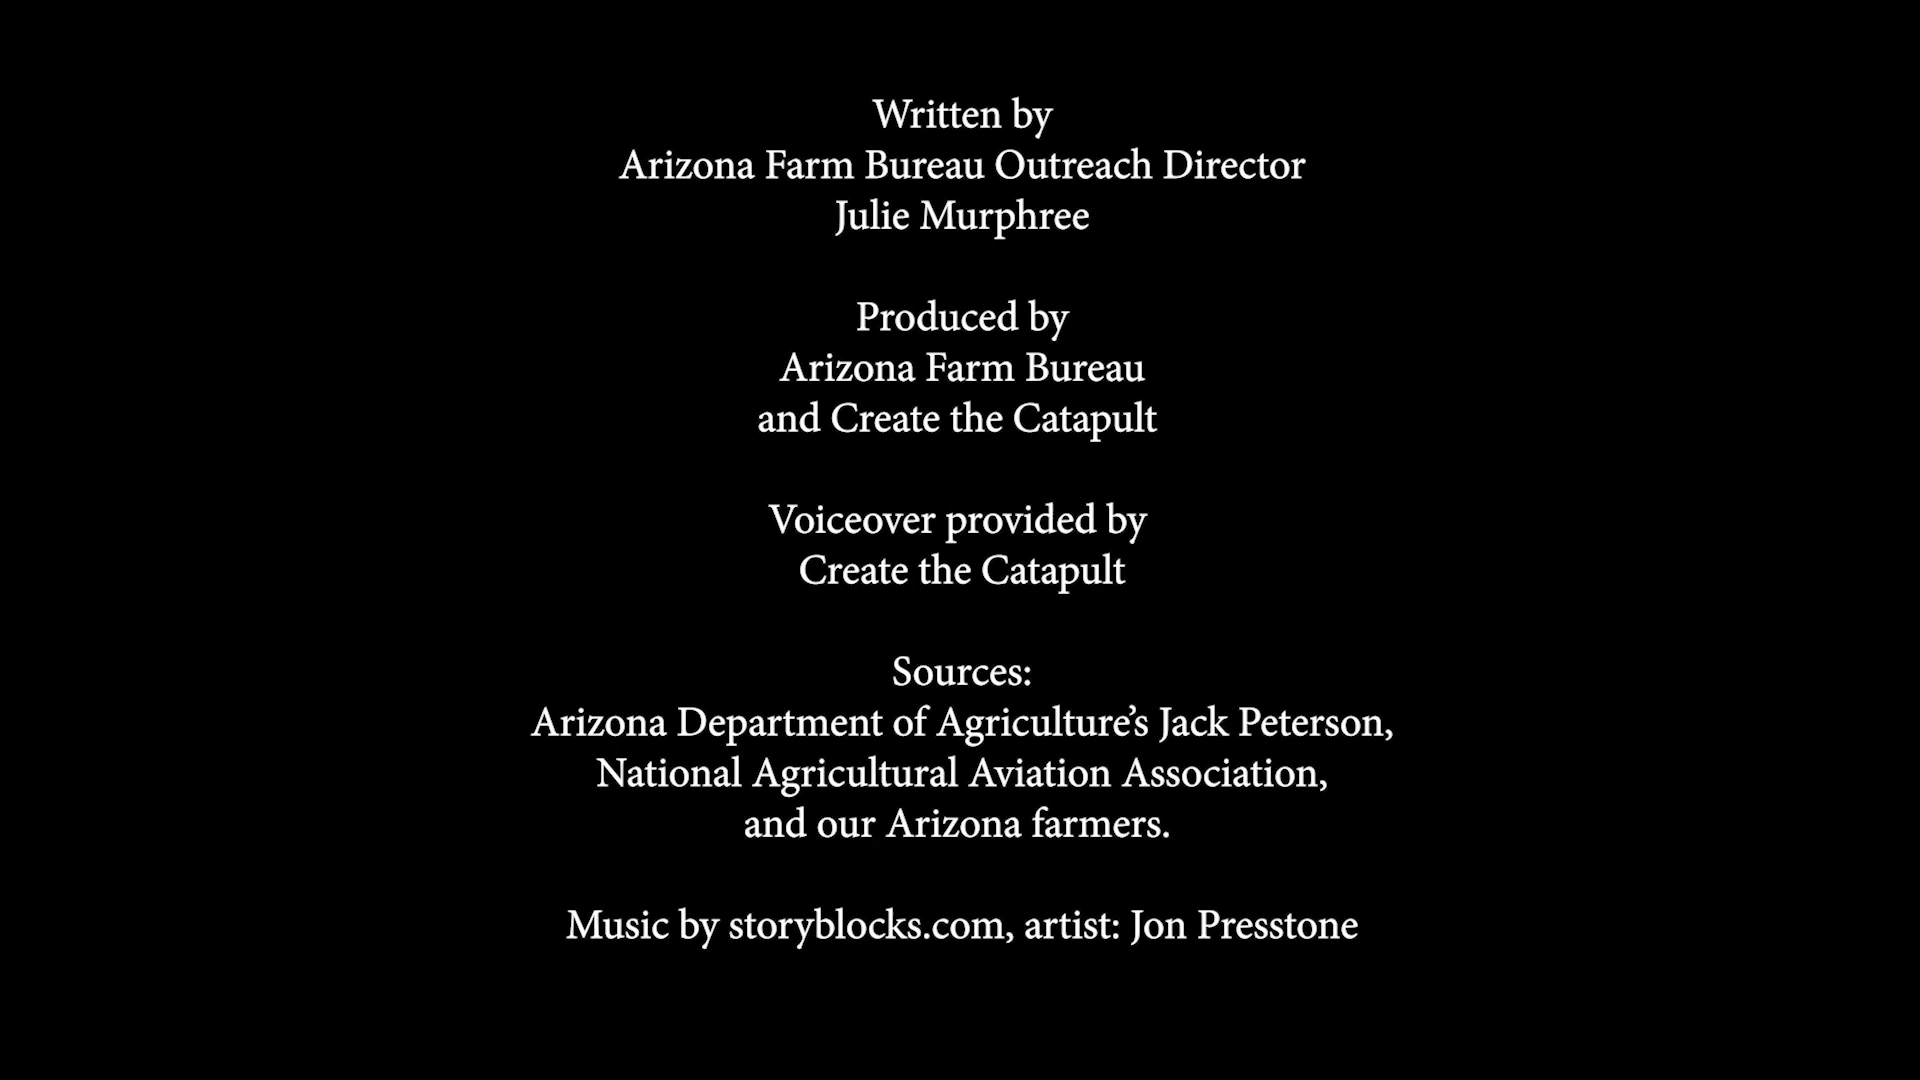 Written by
Arizona Farm Bureau Outreach Director
Julie Murphree
Produced by
Arizona Farm Bureau
and Create the Catapult
Voiceover provided by
Create the Catapult
Sources:
Arizona Department of Agriculture’s Jack Peterson,
National Agricultural Aviation Association,
and our Arizona farmers.
Music by storyblocks.com, artist: Jon Presstone